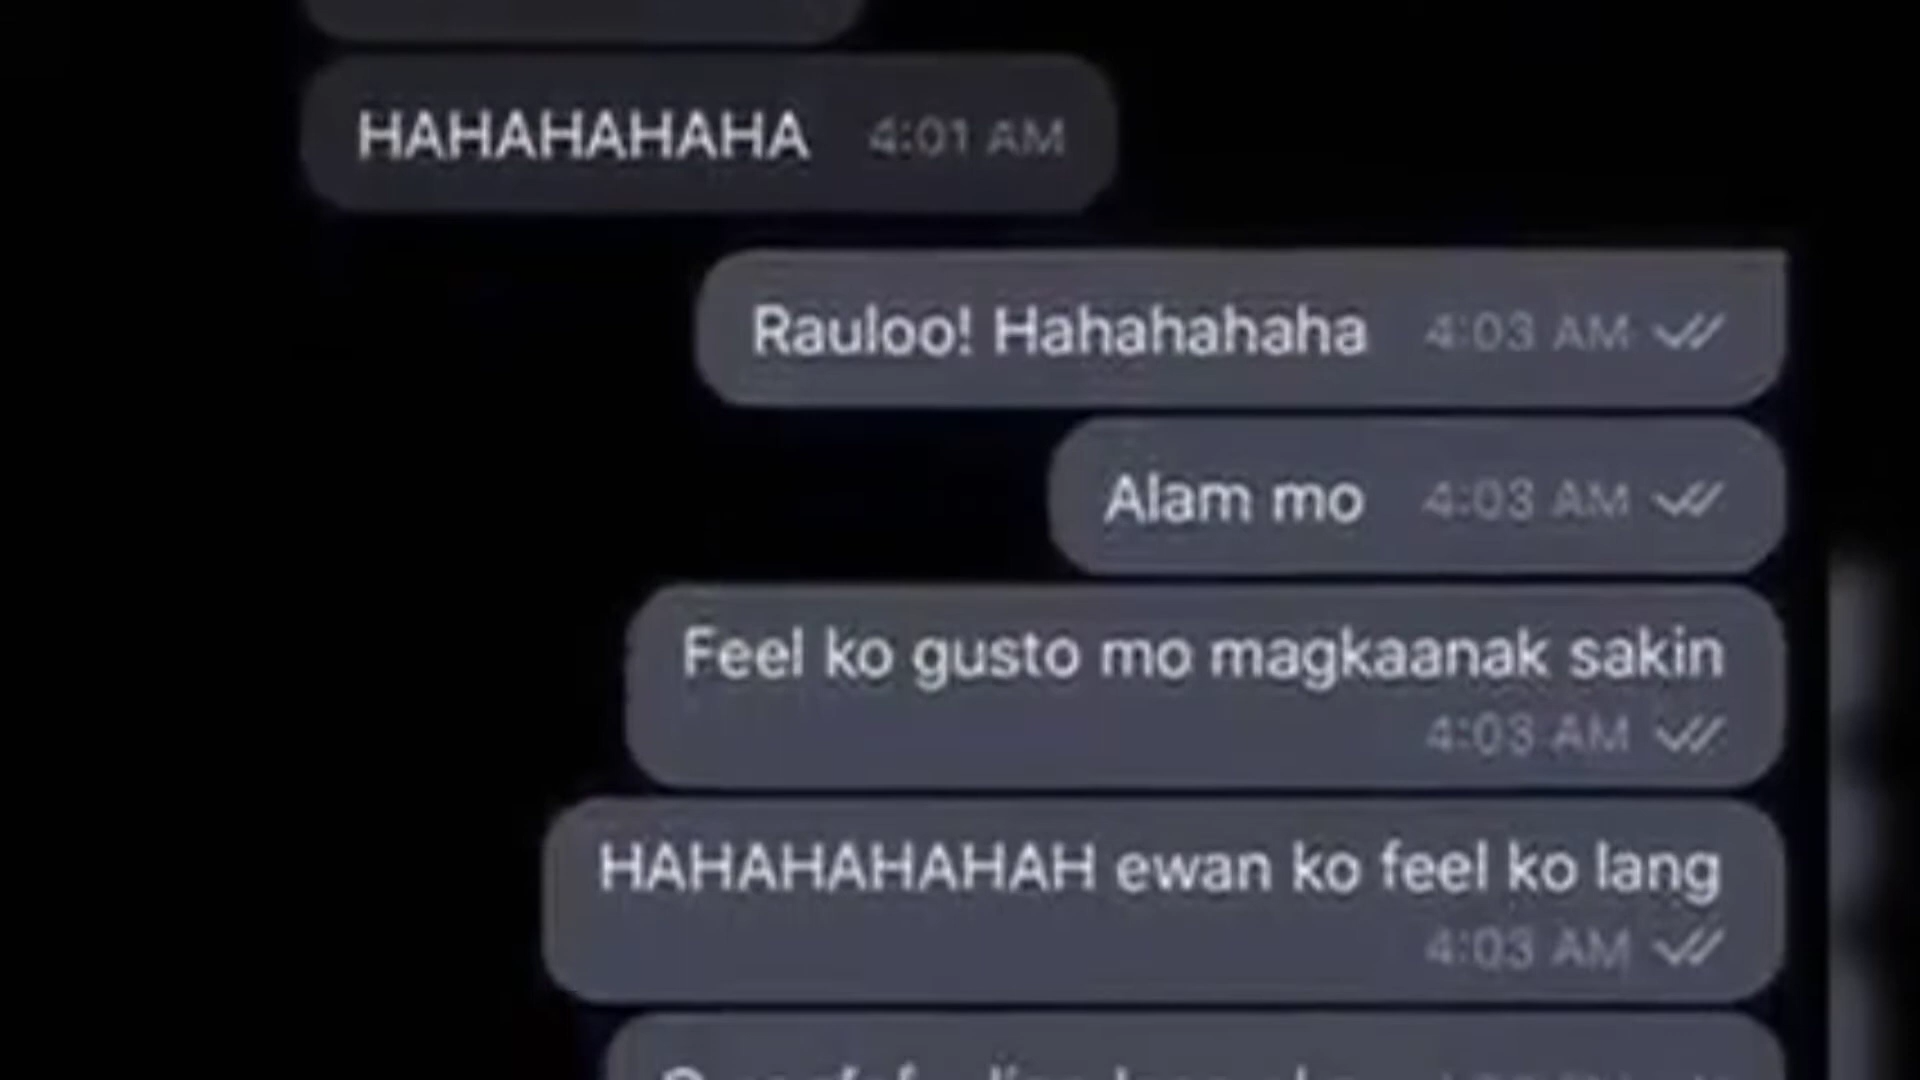 HAHAHAHAHA 4:01 AM
Rauloo! Hahahahaha 4:03 AM
Alam mo 4:03 AM
Feel ko gusto mo magkaanak sakin
4:03 AM
HAHAHAHAHAH ewan ko feel ko lang
4:03 AM